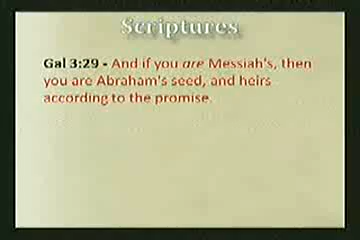 Scriptures
Gal 3:29 - And if you are Messiah's, then
you are Abraham's seed, and heirs
according to the promise.